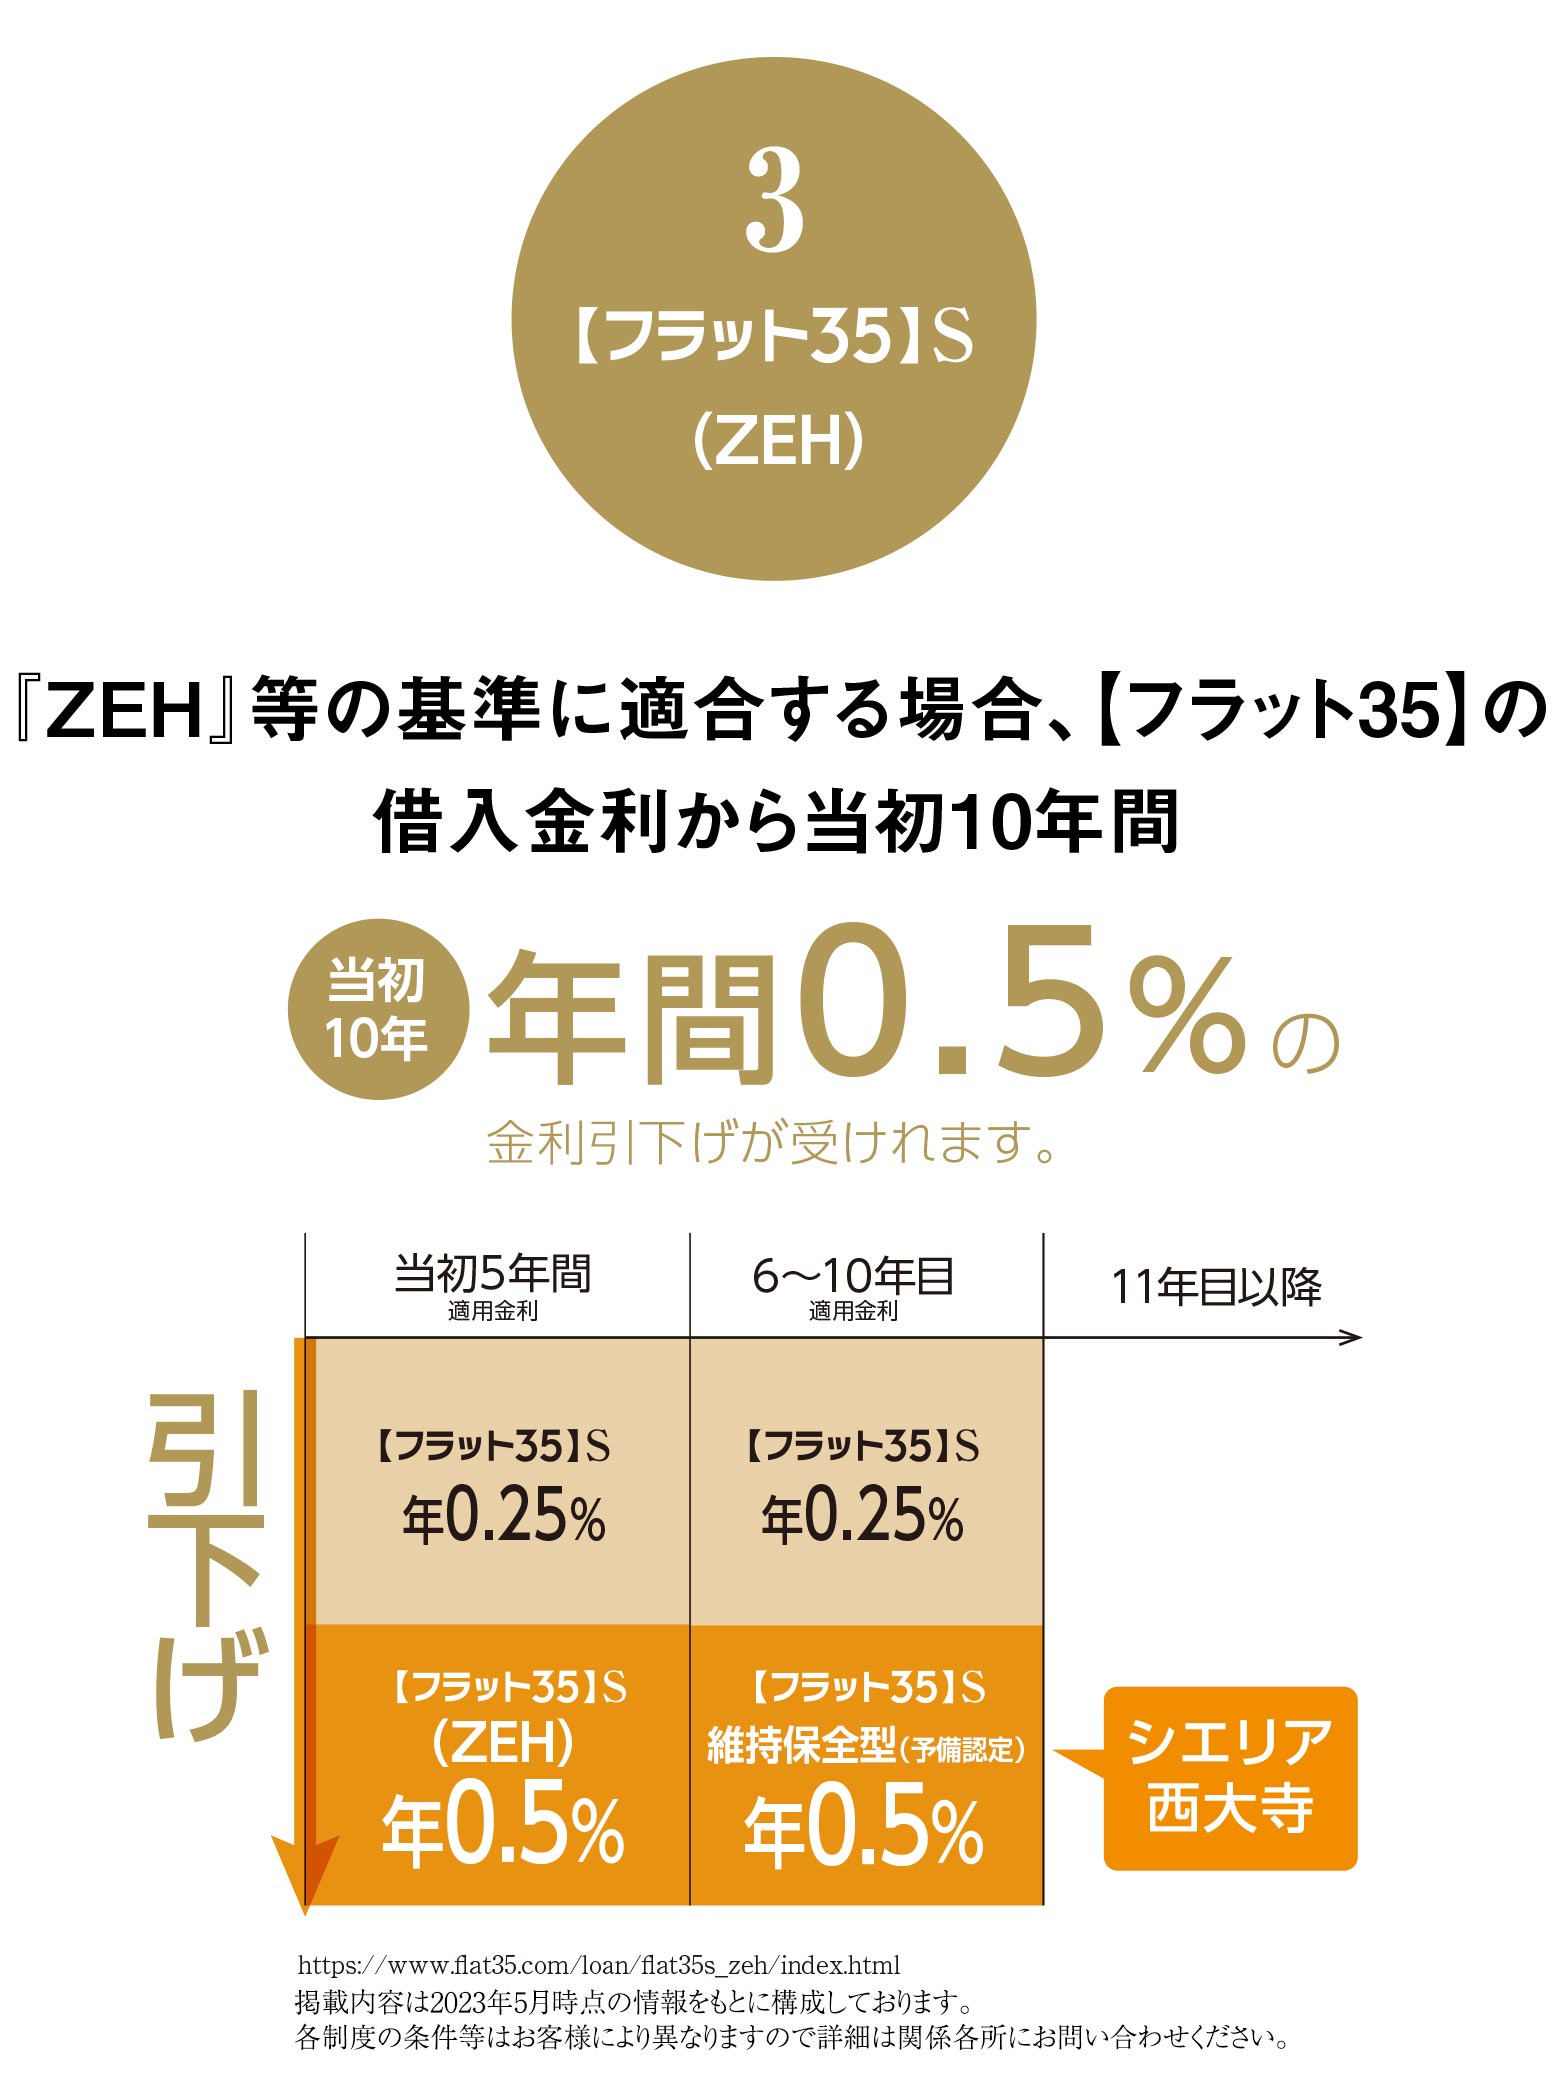 3
【フラット35】S
(ZEH)
『ZEH』等の基準に適合する場合、【フラット35】の
借入金利から当初10年間
当初
10年
年間0.5%の
金利引下げが受けれます。
当初5年間
適用金利
6〜10年目
適用金利
11年目以降
引下げ
【フラット35】S
年0.25%
【フラット35】S
年0.25%
【フラット35】S
(ZEH)
年0.5%
【フラット35】S
維持保全型(予備認定)
年0.5%
シエリア
西大寺
https://www.flat35.com/loan/flat35s_zeh/index.html
掲載内容は2023年5月時点の情報をもとに構成しております。
各制度の条件等はお客様により異なりますので詳細は関係各所にお問い合わせください。